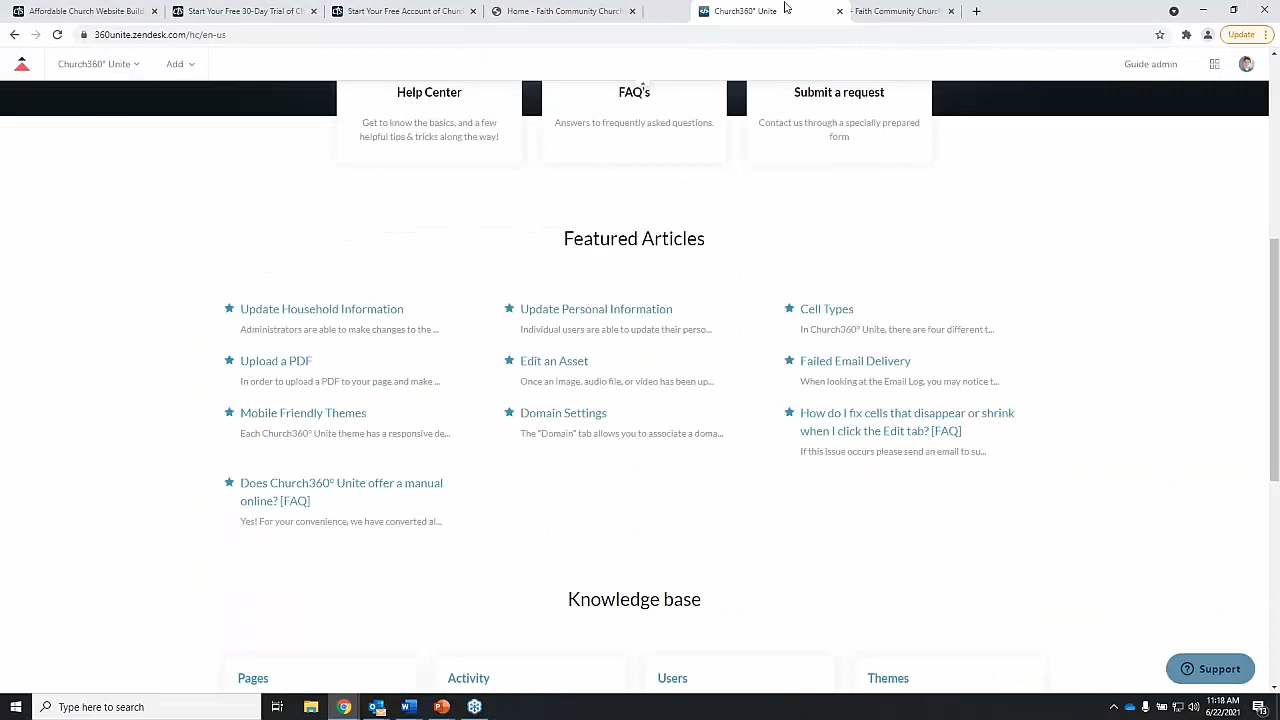 Affordable Church Website Build
Start Your Free 30-Day Trial of Cl
Start Your Free Account of Church
Home - Faith Community Church
Church360° Unite
- Faith Community Church
360unite.zendesk.com/hc/en-us
Update
Church360° Unite
Add
Guide admin
Help Center
FAQ's
Submit a request
Get to know the basics, and a few
helpful tips & tricks along the way!
Answers to frequently asked questions.
Contact us through a specially prepared
form
Featured Articles
Update Household Information
Administrators are able to make changes to the ...
Update Personal Information
Individual users are able to update their perso...
Cell Types
In Church360° Unite, there are four different t...
Upload a PDF
In order to upload a PDF to your page and make ...
Edit an Asset
Once an image, audio file, or video has been up...
Failed Email Delivery
When looking at the Email Log, you may notice t...
Mobile Friendly Themes
Each Church360° Unite theme has a responsive de...
Domain Settings
The "Domain" tab allows you to associate a doma...
How do I fix cells that disappear or shrink
when I click the Edit tab? [FAQ]
If this issue occurs please send an email to su...
Does Church360° Unite offer a manual
online? [FAQ]
Yes! For your convenience, we have converted al...
Knowledge base
Pages
Activity
Users
Themes
Support
Type here to search
11:18 AM
6/22/2021